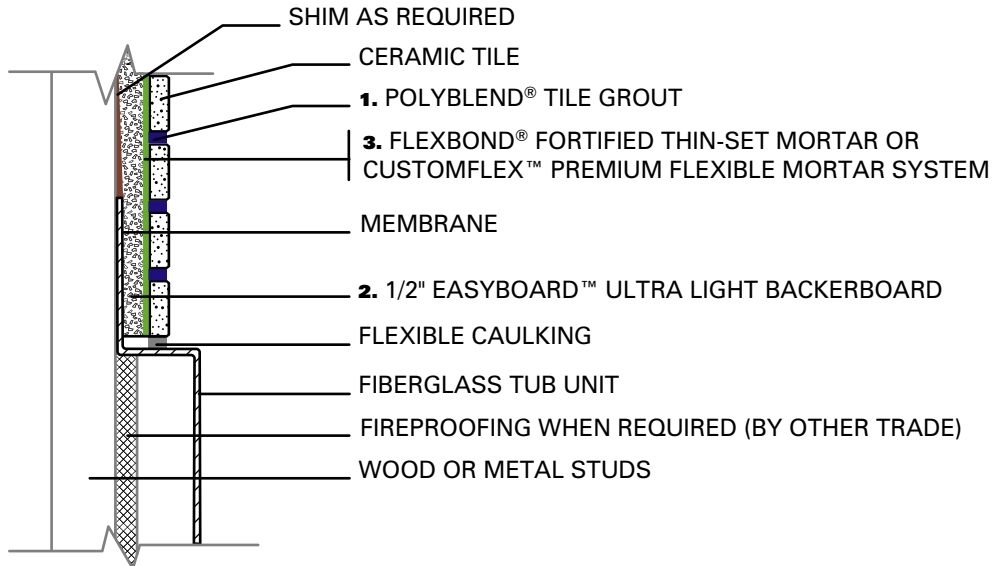 SHIM AS REQUIRED
CERAMIC TILE
1. POLYBLEND® TILE GROUT
3. FLEXBOND® FORTIFIED THIN-SET MORTAR OR
CUSTOMFLEX™ PREMIUM FLEXIBLE MORTAR SYSTEM
MEMBRANE
2. 1/2" EASYBOARD™ ULTRA LIGHT BACKERBOARD
FLEXIBLE CAULKING
FIBERGLASS TUB UNIT
FIREPROOFING WHEN REQUIRED (BY OTHER TRADE)
WOOD OR METAL STUDS